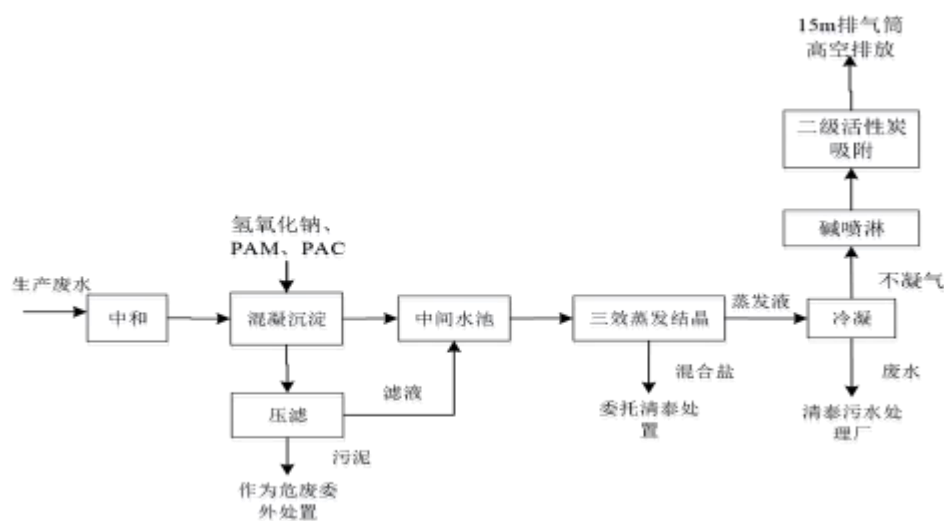 15m排气筒
高空排放
二级活性炭
吸附
碱喷淋
不凝气
氢氧化钠、
PAM、PAC
生产废水
中和
混凝沉淀
中间水池
三效蒸发结晶
蒸发液
冷凝
压滤
滤液
混合盐
废水
委托清泰处
置
清泰污水处
理厂
污泥
作为危废委
外处置